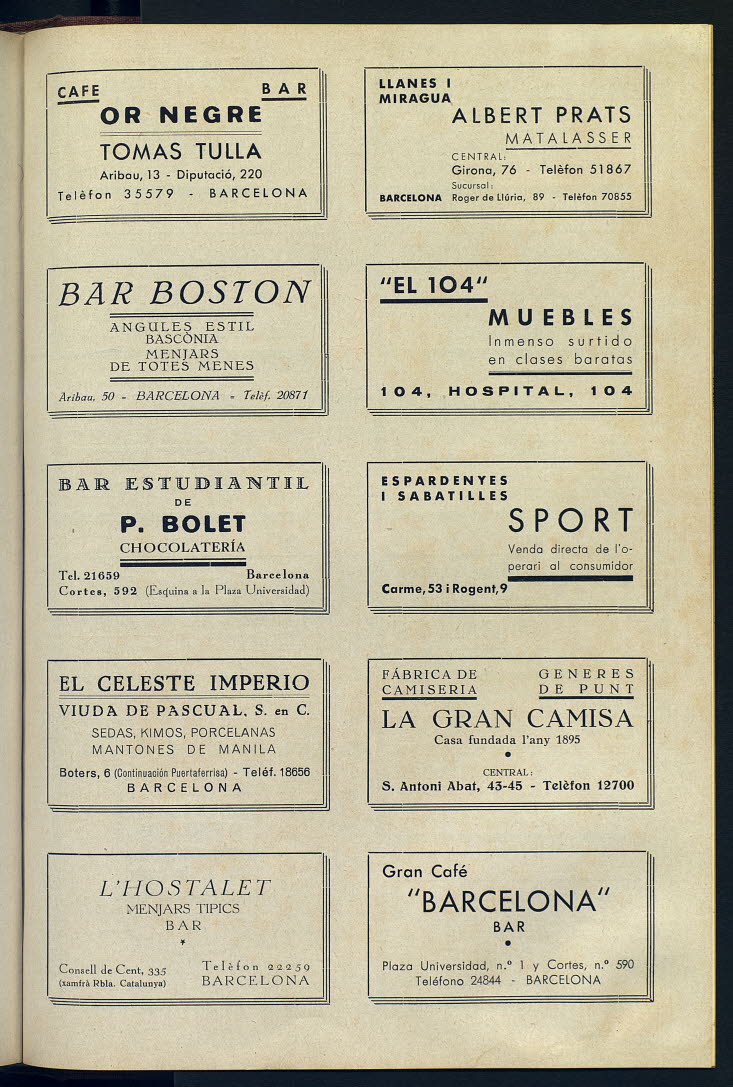 CAFE BAR
OR NEGRE
TOMAS TULLA
Aribau, 13 - Diputació, 220
Telèfon 35579 - BARCELONA
LLANES I
MIRAGUA
ALBERT PRATS
MATALASSER
CENTRAL:
Girona, 76 - Telèfon 51867
Sucursal:
BARCELONA Roger de Llúria, 89 - Telèfon 70855
BAR BOSTON
ANGULES ESTIL
BASCÒNIA
MENJARS
DE TOTES MENES
Aribau, 50 - BARCELONA - Telèf. 20871
"EL 104"
MUEBLES
Inmenso surtido
en clases baratas
104, HOSPITAL, 104
BAR ESTUDIANTIL
DE
P. BOLET
CHOCOLATERÍA
Tel. 21659 Barcelona
Cortes, 592 (Esquina a la Plaza Universidad)
ESPARDENYES
I SABATILLES
SPORT
Venda directa de l'o-
perari al consumidor
Carme, 53 i Rogent, 9
EL CELESTE IMPERIO
VIUDA DE PASCUAL, S. en C.
SEDAS, KIMOS, PORCELANAS
MANTONES DE MANILA
Boters, 6 (Continuación Puertaferrisa) - Teléf. 18656
BARCELONA
FÁBRICA DE GENERES
CAMISERIA DE PUNT
LA GRAN CAMISA
Casa fundada l'any 1895
CENTRAL:
S. Antoni Abat, 43-45 - Telèfon 12700
L'HOSTALET
MENJARS TIPICS
BAR
Consell de Cent, 335 Telèfon 22259
(xamfrà Rbla. Catalunya) BARCELONA
Gran Café
"BARCELONA"
BAR
Plaza Universidad, n.º 1 y Cortes, n.º 590
Teléfono 24844 - BARCELONA